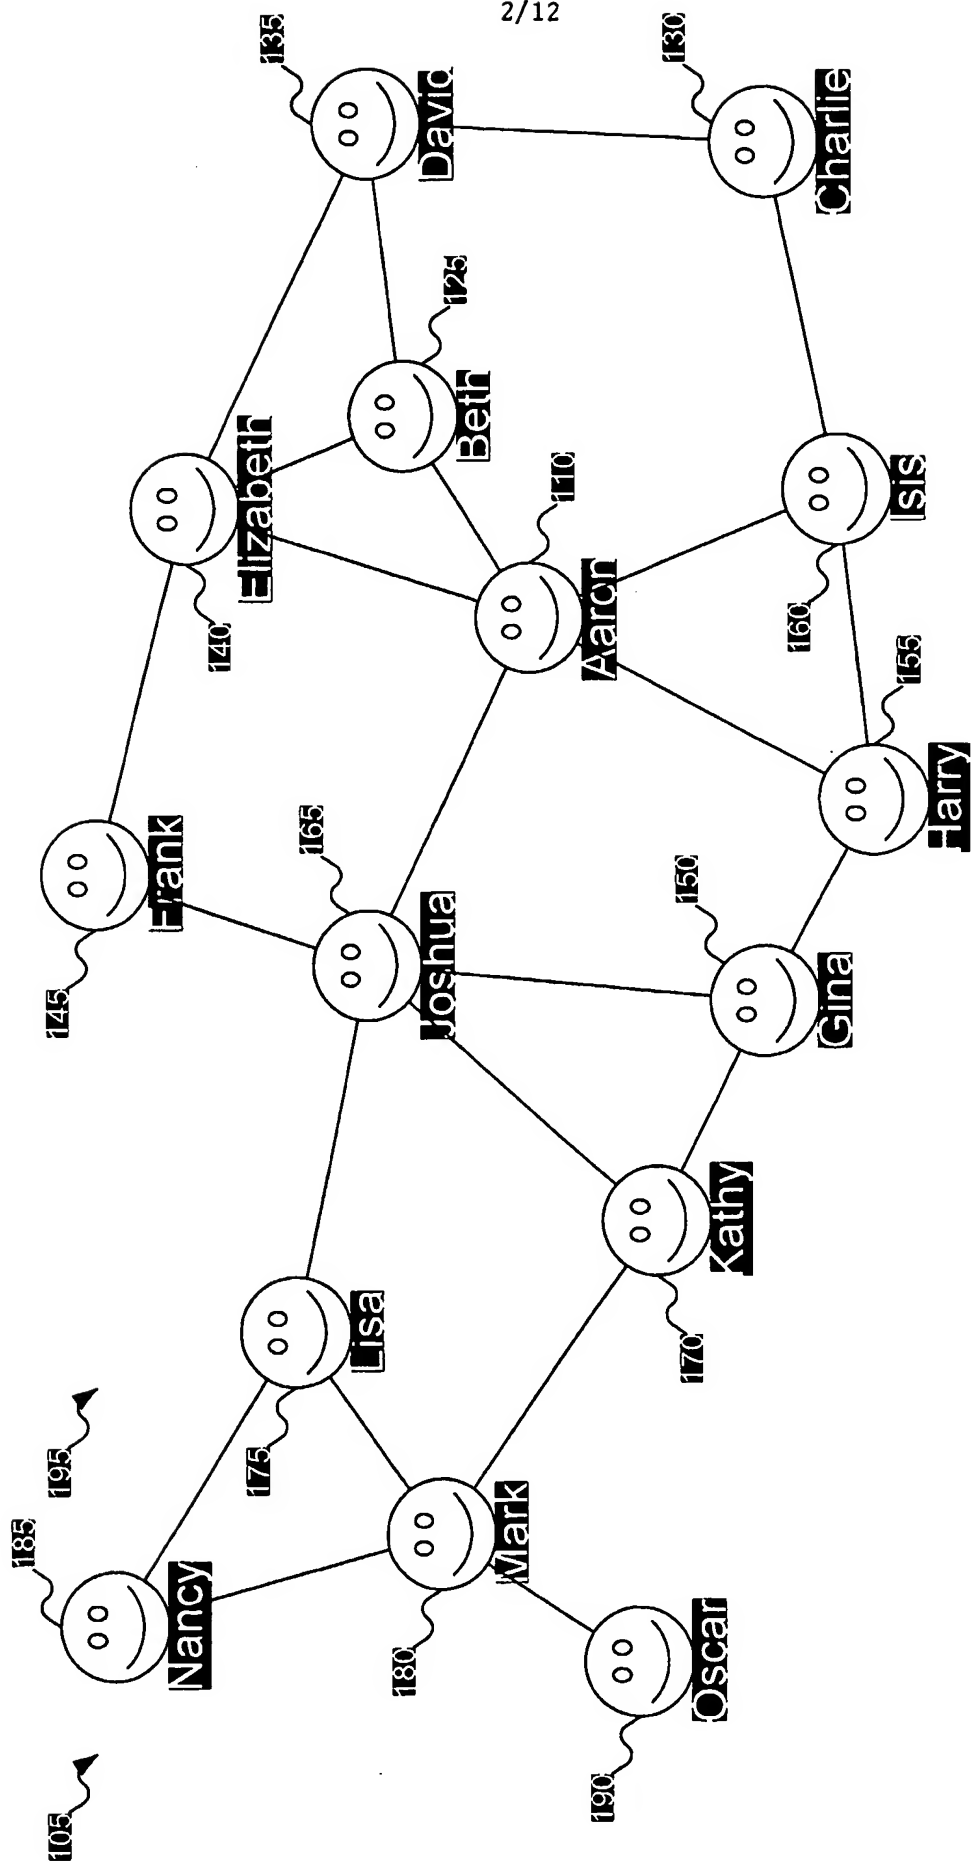 2/12
105
195
185
Nancy
175
Lisa
180
Mark
190
Oscar
145
Frank
165
Joshua
170
Kathy
150
Gina
140
Elizabeth
125
Beth
110
Aaron
155
Harry
160
Isis
135
David
130
Charlie